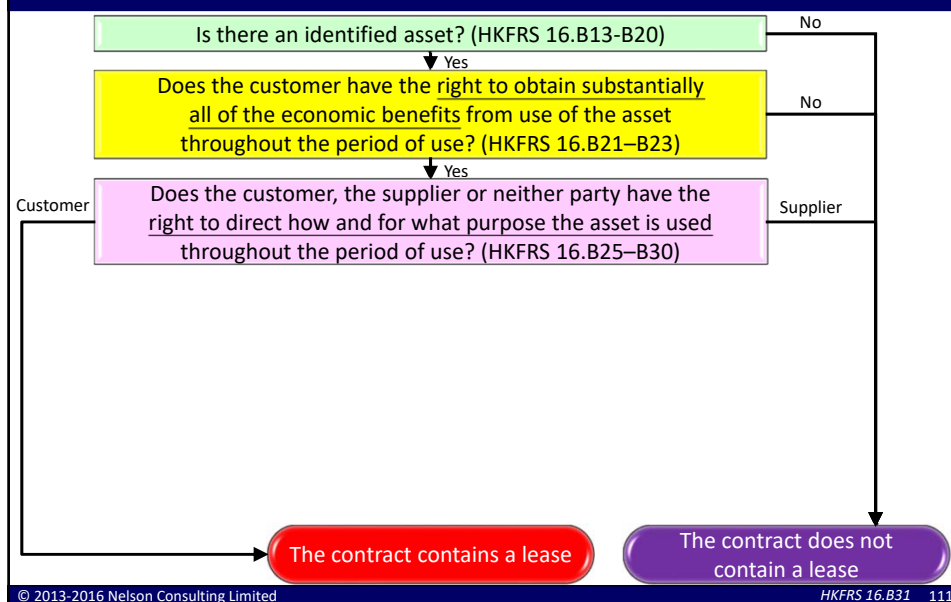 Is there an identified asset? (HKFRS 16.B13-B20)
No
Yes
Does the customer have the right to obtain substantially
all of the economic benefits from use of the asset
throughout the period of use? (HKFRS 16.B21–B23)
No
Yes
Customer
Does the customer, the supplier or neither party have the
right to direct how and for what purpose the asset is used
throughout the period of use? (HKFRS 16.B25–B30)
Supplier
The contract contains a lease
The contract does not
contain a lease
© 2013-2016 Nelson Consulting Limited
HKFRS 16.B31 111